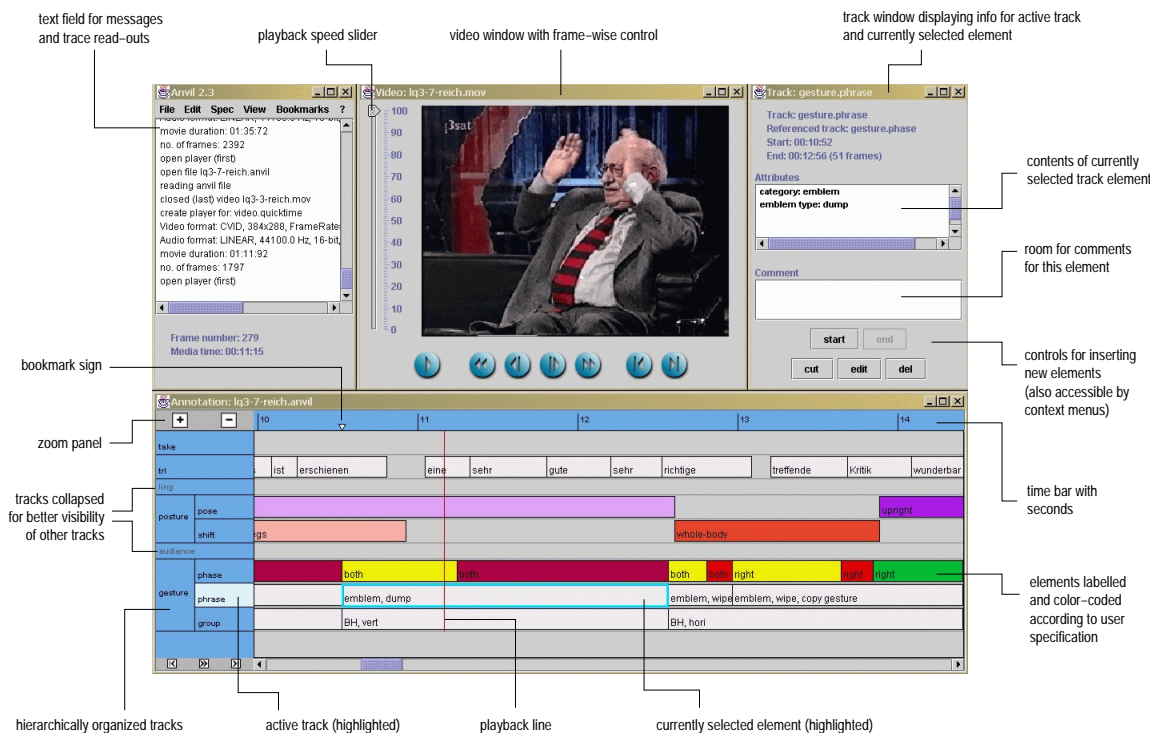 text field for messages
and trace read–outs
playback speed slider
video window with frame–wise control
track window displaying info for active track
and currently selected element
Anvil 2.3
File Edit Spec View Bookmarks ?
movie duration: 01:35:72
no. of frames: 2392
open player (first)
open file lq3-7-reich.anvil
reading anvil file
closed (last) video lq3-3-reich.mov
create player for: video.quicktime
Video format: CVID, 384x288, FrameRate
Audio format: LINEAR, 44100.0 Hz, 16-bit,
movie duration: 01:11:92
no. of frames: 1797
open player (first)
Frame number: 279
Media time: 00:11:15
Video: lq3-7-reich.mov
100
90
80
70
60
50
40
30
20
10
0
3sat
Track: gesture.phrase
Track: gesture.phrase
Referenced track: gesture.phase
Start: 00:10:52
End: 00:12:56 (51 frames)
Attributes
category: emblem
emblem type: dump
Comment
start end
cut edit del
contents of currently
selected track element
room for comments
for this element
controls for inserting
new elements
(also accessible by
context menus)
bookmark sign
zoom panel
tracks collapsed
for better visibility
of other tracks
Annotation: lq3-7-reich.anvil
+ −
10 11 12 13 14
take
trl ist erschienen eine sehr gute sehr richtige treffende Kritik wunderbar
ling
posture pose upright
shift egs whole-body
audience
gesture phase both both both both right right right
phrase emblem, dump emblem, wipe emblem, wipe, copy gesture
group BH, vert BH, hori
time bar with
seconds
elements labelled
and color–coded
according to user
specification
hierarchically organized tracks
active track (highlighted)
playback line
currently selected element (highlighted)